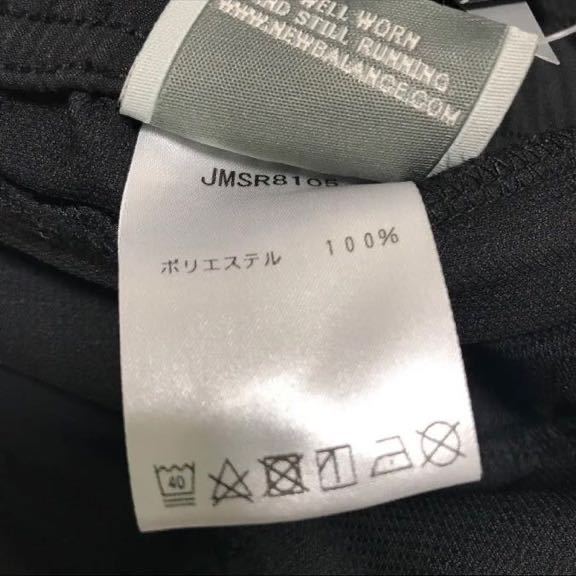 WELL WORN
AND STILL RUNNING
WWW.NEWBALANCE.COM
JMSR8105
ポリエステル 100%
40